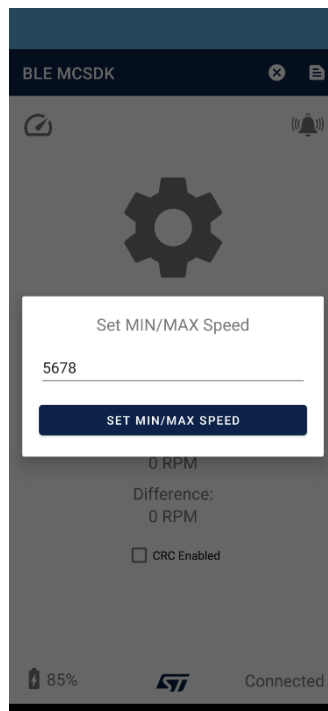 BLE MCSDK
Set MIN/MAX Speed
5678
SET MIN/MAX SPEED
0 RPM
Difference:
0 RPM
CRC Enabled
85%
ST
Connected